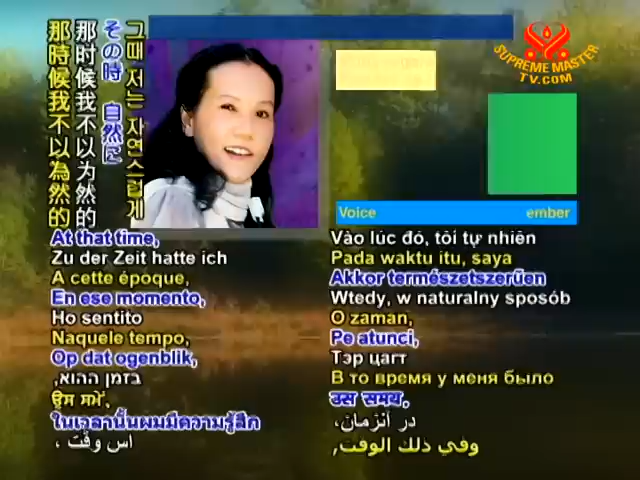 그때 저는 자연스럽게
その時 自然に
那时候我不以为然的
那時候我不以為然的
SUPREME MASTER
TV.COM
Voice ember
At that time,
Zu der Zeit hatte ich
A cette époque,
En ese momento,
Ho sentito
Naquele tempo,
Op dat ogenblik,
בזמן ההוא,
ਉਸ ਸਮੇਂ,
ในเวลานั้นผมมีความรู้สึก
اس وقت ،
Vào lúc đó, tôi tự nhiên
Pada waktu itu, saya
Akkor természetszerűen
Wtedy, w naturalny sposób
O zaman,
Pe atunci,
Тэр цагт
В то время у меня было
उस समय,
در آنزمان،
وفي ذلك الوقت,